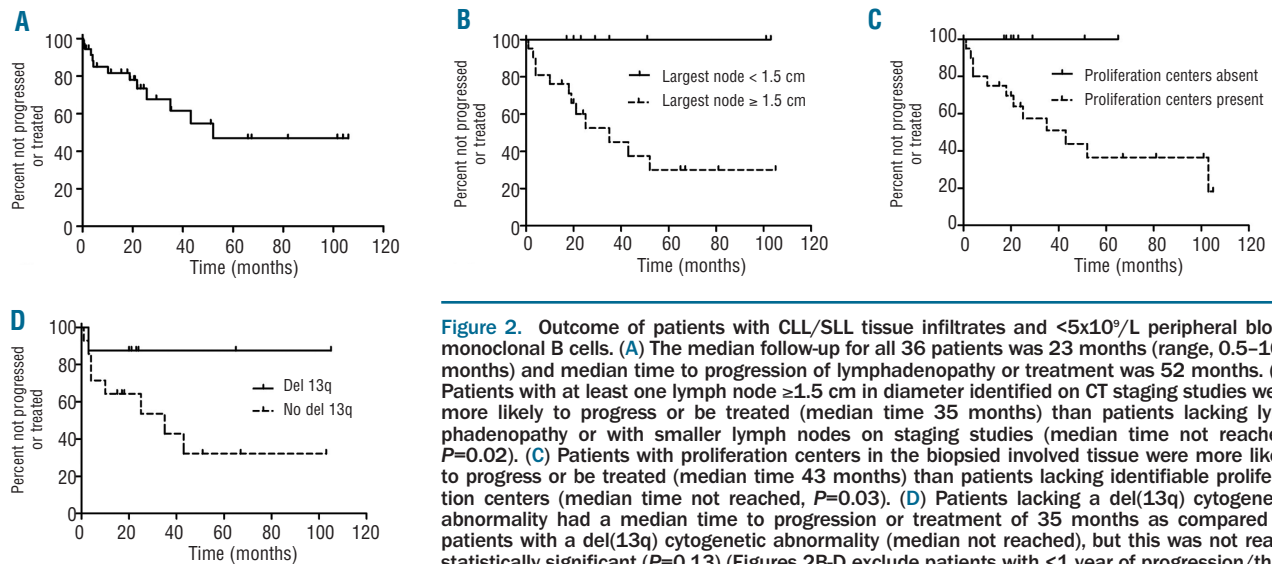 A
Percent not progressed
or treated
100
80
60
40
20
0
0 20 40 60 80 100 120
Time (months)
B
Percent not progressed
or treated
100
80
60
40
20
0
Largest node < 1.5 cm
Largest node ≥ 1.5 cm
0 20 40 60 80 100 120
Time (months)
C
Percent not progressed
or treated
100
80
60
40
20
0
Proliferation centers absent
Proliferation centers present
0 20 40 60 80 100 120
Time (months)
D
Percent not progressed
or treated
100
80
60
40
20
0
Del 13q
No del 13q
0 20 40 60 80 100 120
Time (months)
Figure 2. Outcome of patients with CLL/SLL tissue infiltrates and <5x10⁹/L peripheral
monoclonal B cells. (A) The median follow-up for all 36 patients was 23 months (range, 0.5–
months) and median time to progression of lymphadenopathy or treatment was 52 months.
Patients with at least one lymph node ≥1.5 cm in diameter identified on CT staging studies
more likely to progress or be treated (median time 35 months) than patients lacking
phadenopathy or with smaller lymph nodes on staging studies (median time not
P=0.02). (C) Patients with proliferation centers in the biopsied involved tissue were more
to progress or be treated (median time 43 months) than patients lacking identifiable
tion centers (median time not reached, P=0.03). (D) Patients lacking a del(13q)
abnormality had a median time to progression or treatment of 35 months as compared
patients with a del(13q) cytogenetic abnormality (median not reached), but this was not
statistically significant (P=0.13) (Figures 2B-D exclude patients with <1 year of